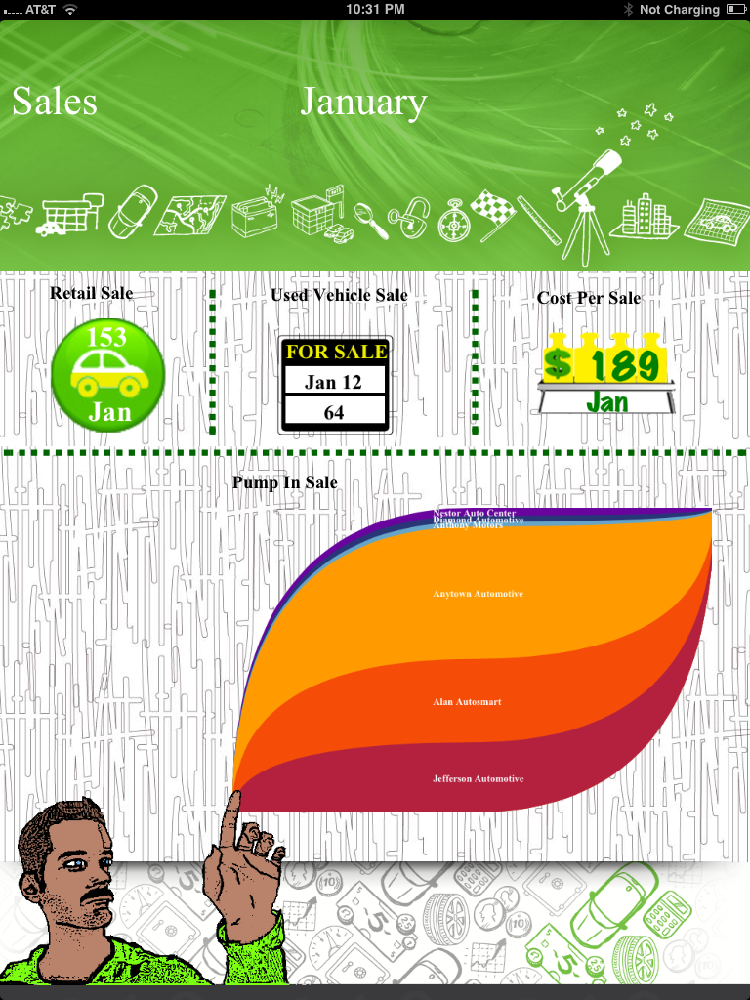 AT&T 10:31 PM Not Charging
Sales January
Retail Sale Used Vehicle Sale Cost Per Sale
153
Jan
FOR SALE
Jan 12
64
$ 189
Jan
Pump In Sale
Nestor Auto Center
Diamond Automotive
Anthony Motors
Anytown Automotive
Alan Autosmart
Jefferson Automotive